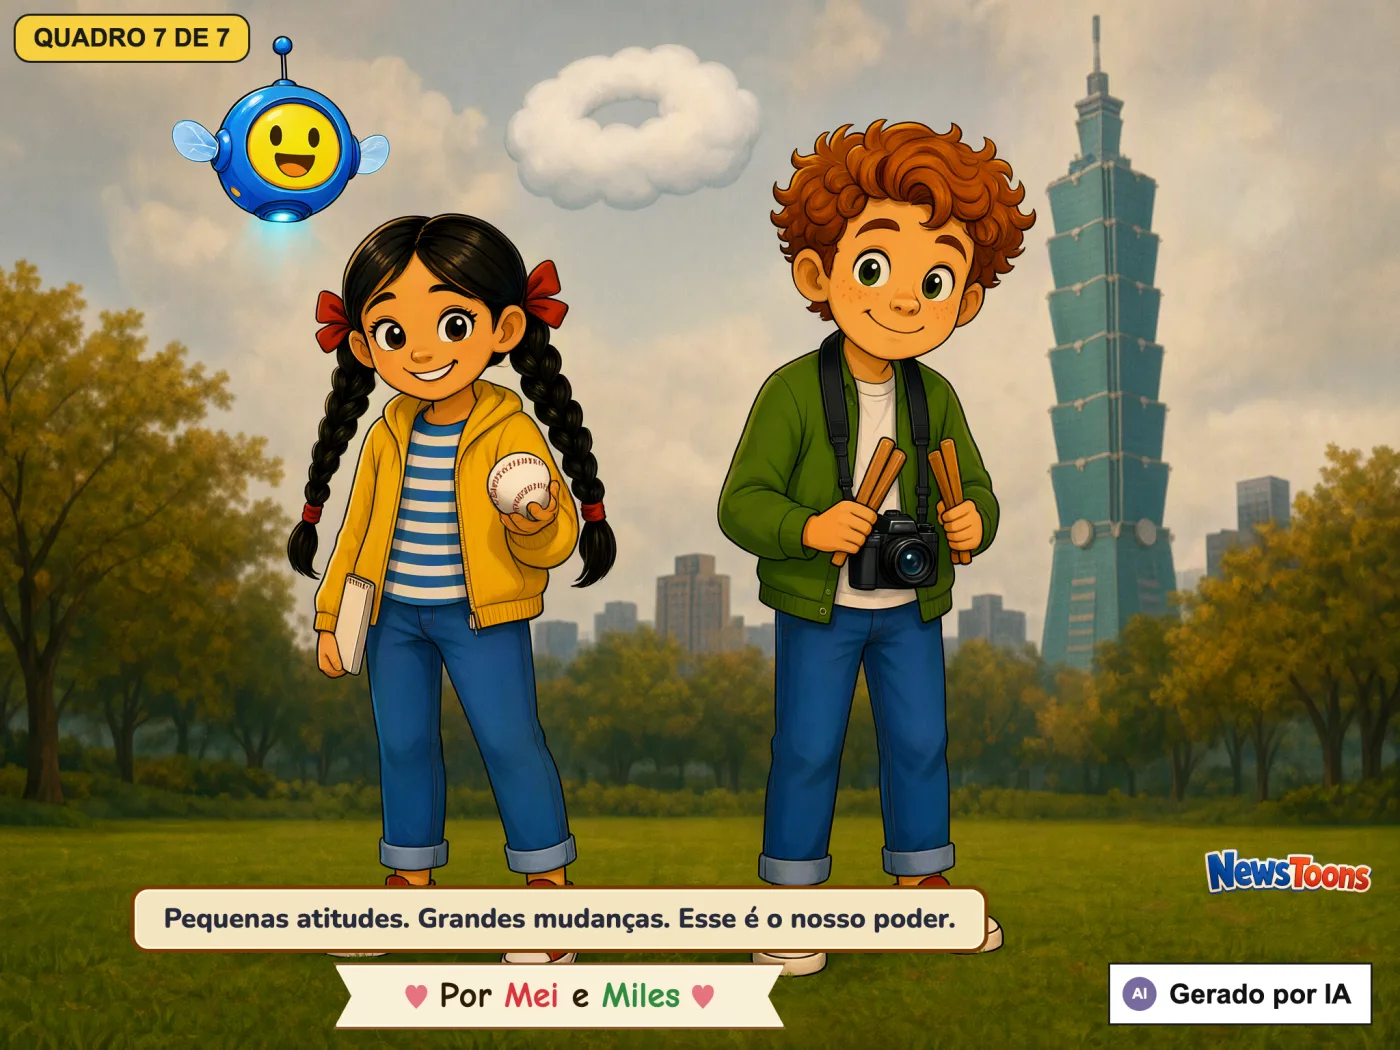 QUADRO 7 DE 7
NewsToons
Pequenas atitudes. Grandes mudanças. Esse é o nosso poder.
Por Mei e Miles
AI Gerado por IA